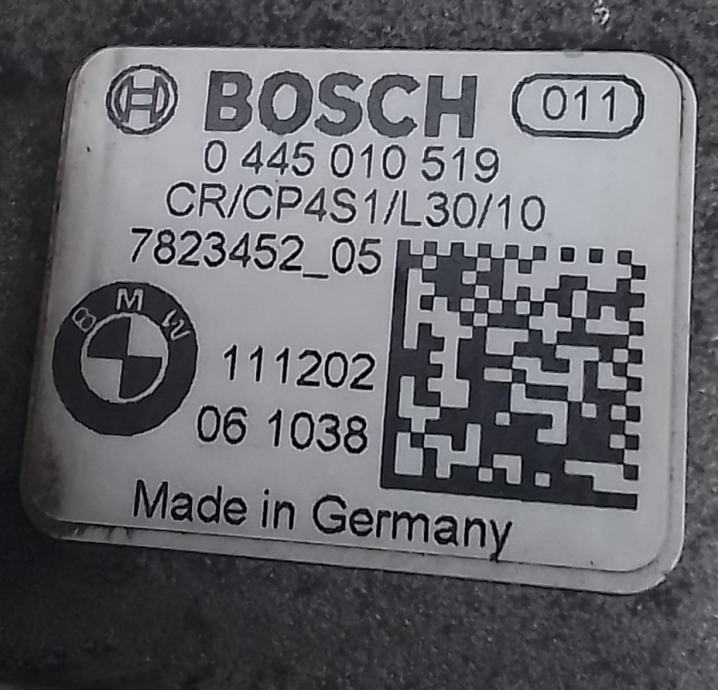 BOSCH 011
0 445 010 519
CR/CP4S1/L30/10
7823452_05
BMW
111202
06 1038
Made in Germany